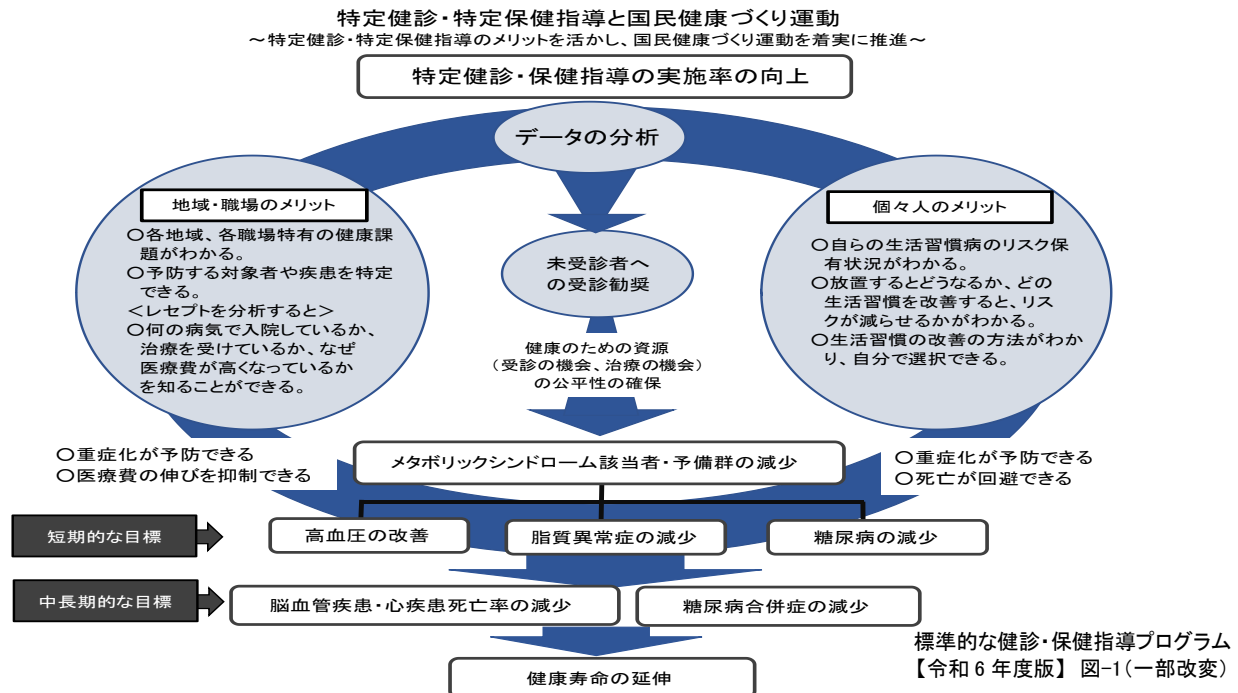 特定健診・特定保健指導と国民健康づくり運動
～特定健診・特定保健指導のメリットを活かし、国民健康づくり運動を着実に推進～
特定健診・保健指導の実施率の向上
データの分析
地域・職場のメリット
○各地域、各職場特有の健康課
題がわかる。
○予防する対象者や疾患を特定
できる。
＜レセプトを分析すると＞
○何の病気で入院しているか、
治療を受けているか、なぜ
医療費が高くなっているか
を知ることができる。
未受診者へ
の受診勧奨
健康のための資源
（受診の機会、治療の機会）
の公平性の確保
個々人のメリット
○自らの生活習慣病のリスク保
有状況がわかる。
○放置するとどうなるか、どの
生活習慣を改善すると、リス
クが減らせるかがわかる。
○生活習慣の改善の方法がわか
り、自分で選択できる。
○重症化が予防できる
○医療費の伸びを抑制できる
メタボリックシンドローム該当者・予備群の減少
○重症化が予防できる
○死亡が回避できる
短期的な目標
高血圧の改善
脂質異常症の減少
糖尿病の減少
中長期的な目標
脳血管疾患・心疾患死亡率の減少
糖尿病合併症の減少
健康寿命の延伸
標準的な健診・保健指導プログラム
【令和６年度版】 図-1（一部改変）